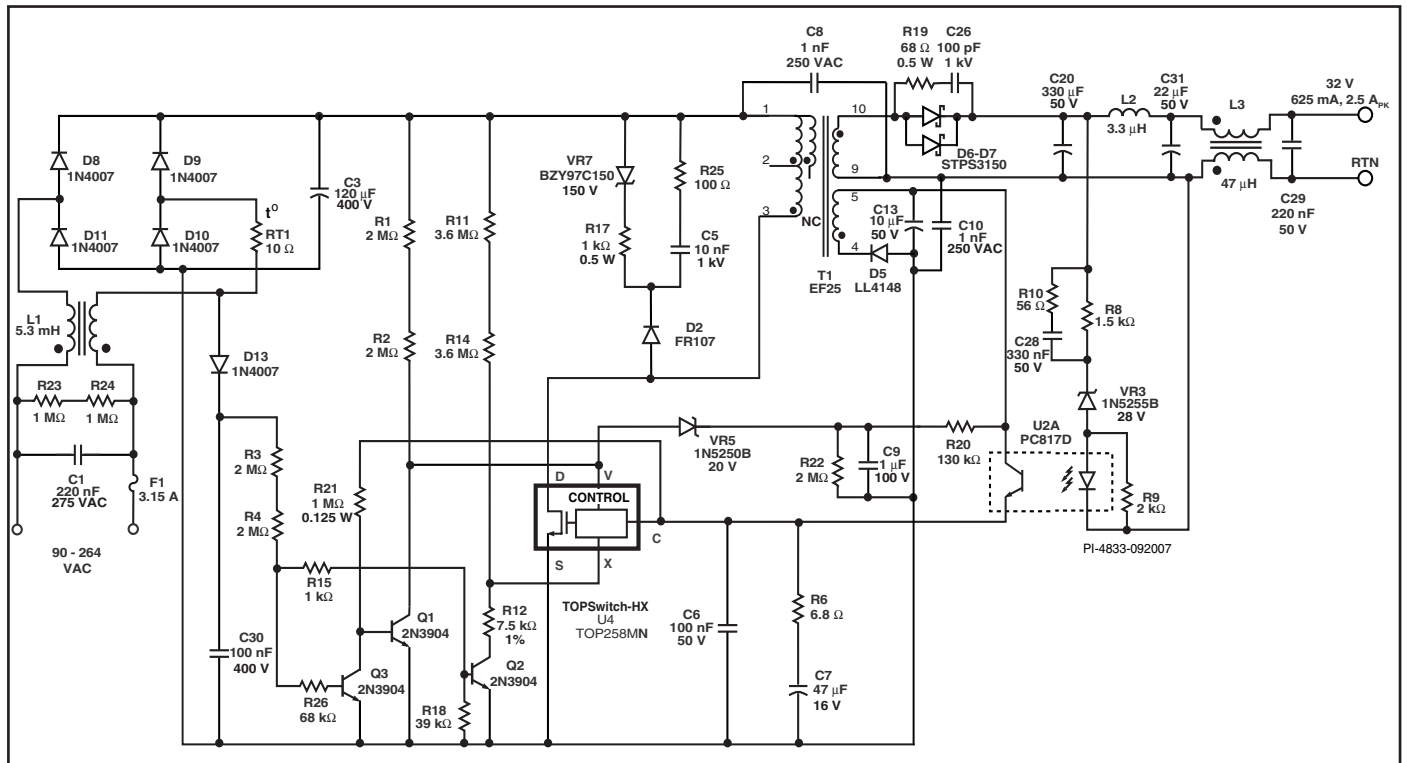 C8
1 nF
250 VAC
R19
68 Ω
0.5 W
C26
100 pF
1 kV
C20
330 µF
50 V
C31
22 µF
50 V
L2
3.3 µH
L3
47 µH
32 V
625 mA, 2.5 APK
RTN
C29
220 nF
50 V
1
2
3
10
9
5
4
NC
D6-D7
STPS3150
D8
1N4007
D9
1N4007
D11
1N4007
D10
1N4007
C3
120 µF
400 V
tO
RT1
10 Ω
R1
2 MΩ
R11
3.6 MΩ
VR7
BZY97C150
150 V
R25
100 Ω
R17
1 kΩ
0.5 W
C5
10 nF
1 kV
C13
10 µF
50 V
C10
1 nF
250 VAC
T1
EF25
D5
LL4148
L1
5.3 mH
R2
2 MΩ
R14
3.6 MΩ
D2
FR107
R10
56 Ω
R8
1.5 kΩ
C28
330 nF
50 V
D13
1N4007
R23
1 MΩ
R24
1 MΩ
C1
220 nF
275 VAC
F1
3.15 A
90 - 264
VAC
R3
2 MΩ
R4
2 MΩ
R21
1 MΩ
0.125 W
VR5
1N5250B
20 V
R22
2 MΩ
C9
1 µF
100 V
R20
130 kΩ
U2A
PC817D
VR3
1N5255B
28 V
R9
2 kΩ
PI-4833-092007
D
V
CONTROL
C
S
X
TOPSwitch-HX
U4
TOP258MN
R15
1 kΩ
R12
7.5 kΩ
1%
C6
100 nF
50 V
R6
6.8 Ω
C7
47 µF
16 V
C30
100 nF
400 V
Q1
2N3904
Q3
2N3904
Q2
2N3904
R26
68 kΩ
R18
39 kΩ